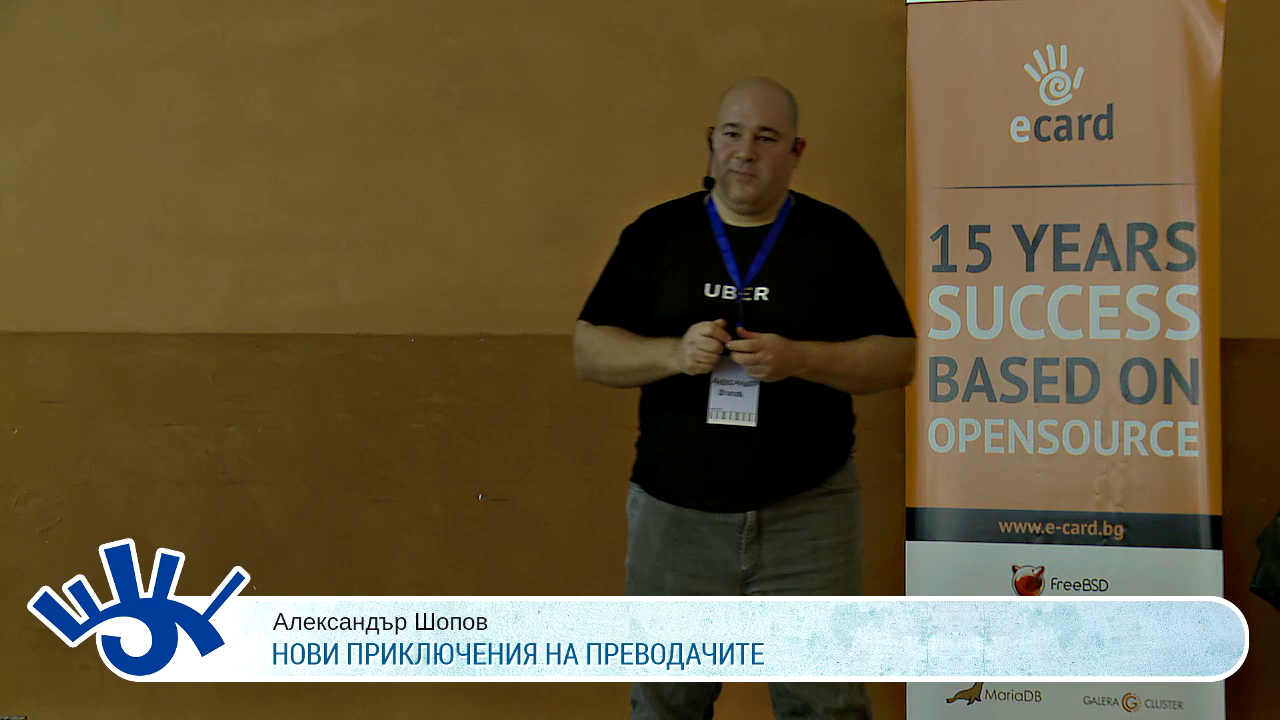 ecard
15 YEARS
SUCCESS
BASED ON
OPENSOURCE
www.e-card.bg
FreeBSD
UBER
Александър Шопов
НОВИ ПРИКЛЮЧЕНИЯ НА ПРЕВОДАЧИТЕ
MariaDB
GALERA CLUSTER